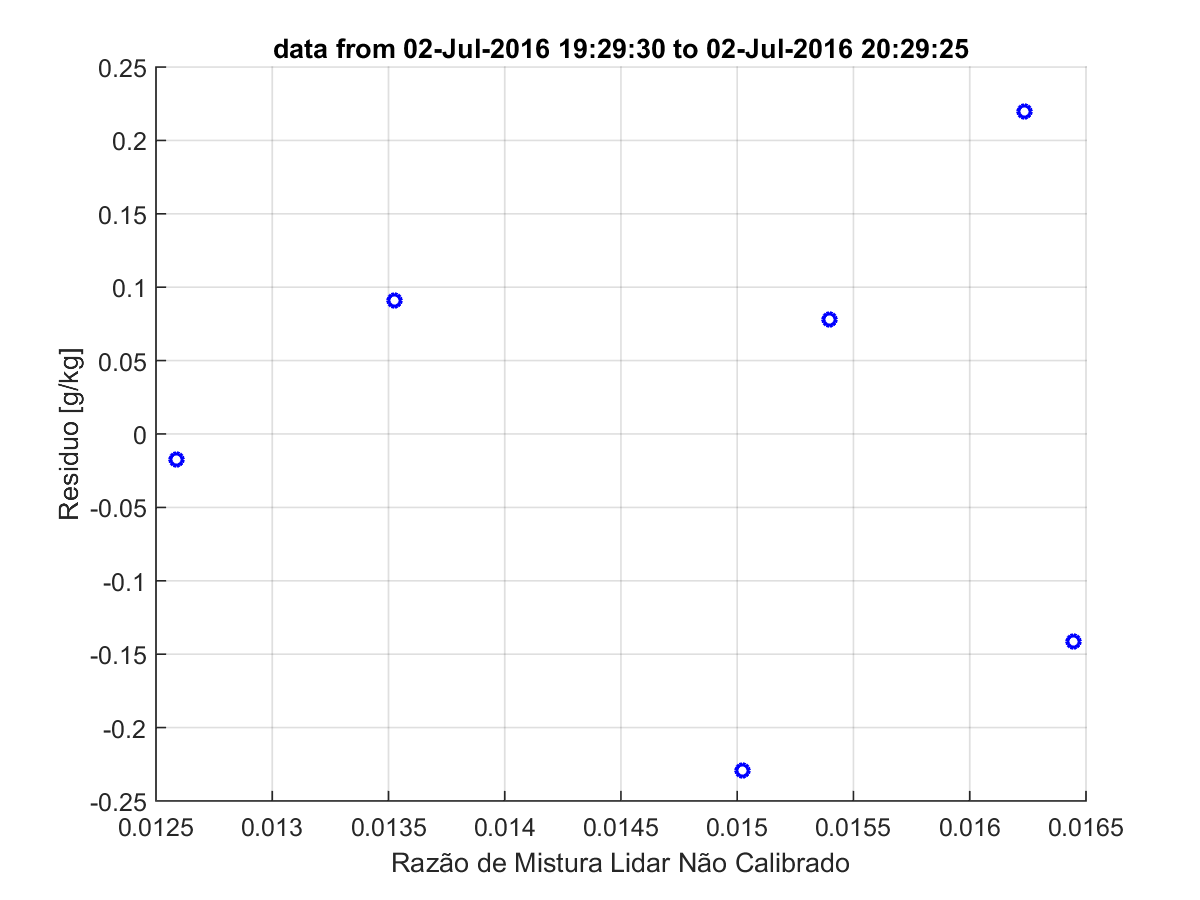 data from 02-Jul-2016 19:29:30 to 02-Jul-2016 20:29:25
0.25
0.2
0.15
0.1
0.05
0
-0.05
-0.1
-0.15
-0.2
-0.25
Residuo [g/kg]
0.0125 0.013 0.0135 0.014 0.0145 0.015 0.0155 0.016 0.0165
Razão de Mistura Lidar Não Calibrado